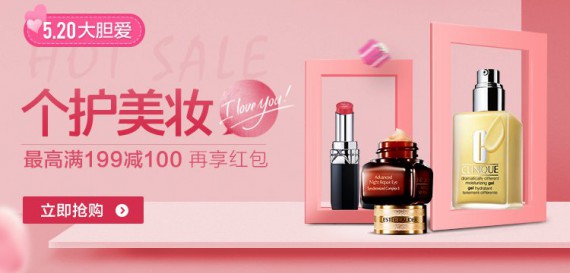 5.20大胆爱
HOT SALE
个护美妆
I love You!
最高满199减100 再享红包
立即抢购
Advanced
Night Repair Eye
ESTEE LAUDER
CLINIQUE
dramatically different
moisturizing gel
gel hydratant